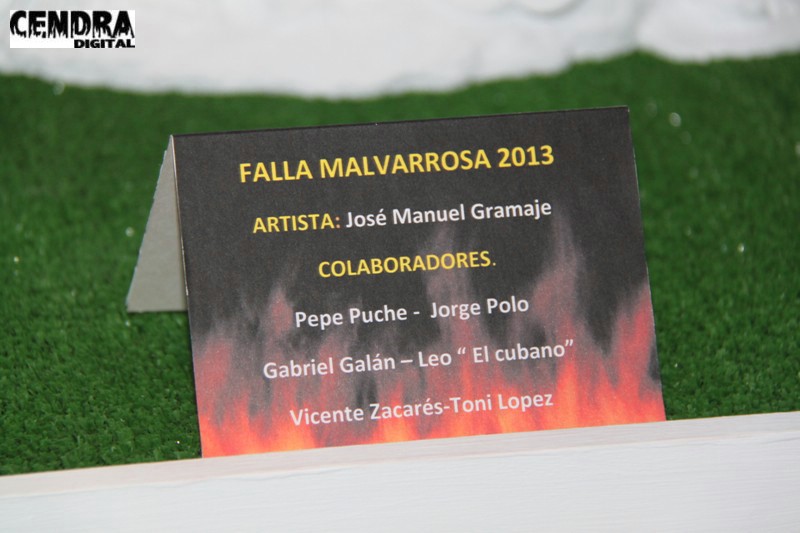 CENDRA
DIGITAL
FALLA MALVARROSA 2013
ARTISTA: José Manuel Gramaje
COLABORADORES.
Pepe Puche - Jorge Polo
Gabriel Galán – Leo “ El cubano”
Vicente Zacarés-Toni Lopez